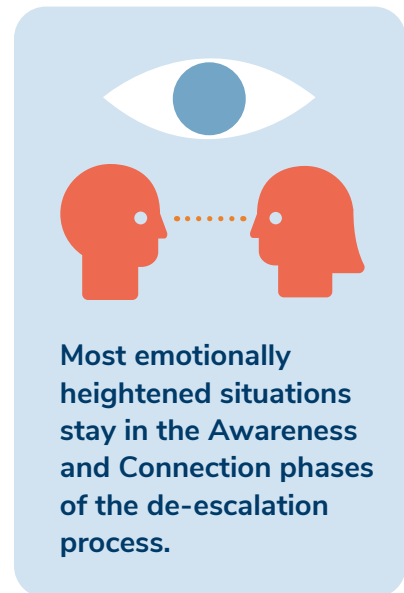 Most emotionally
heightened situations
stay in the Awareness
and Connection phases
of the de-escalation
process.